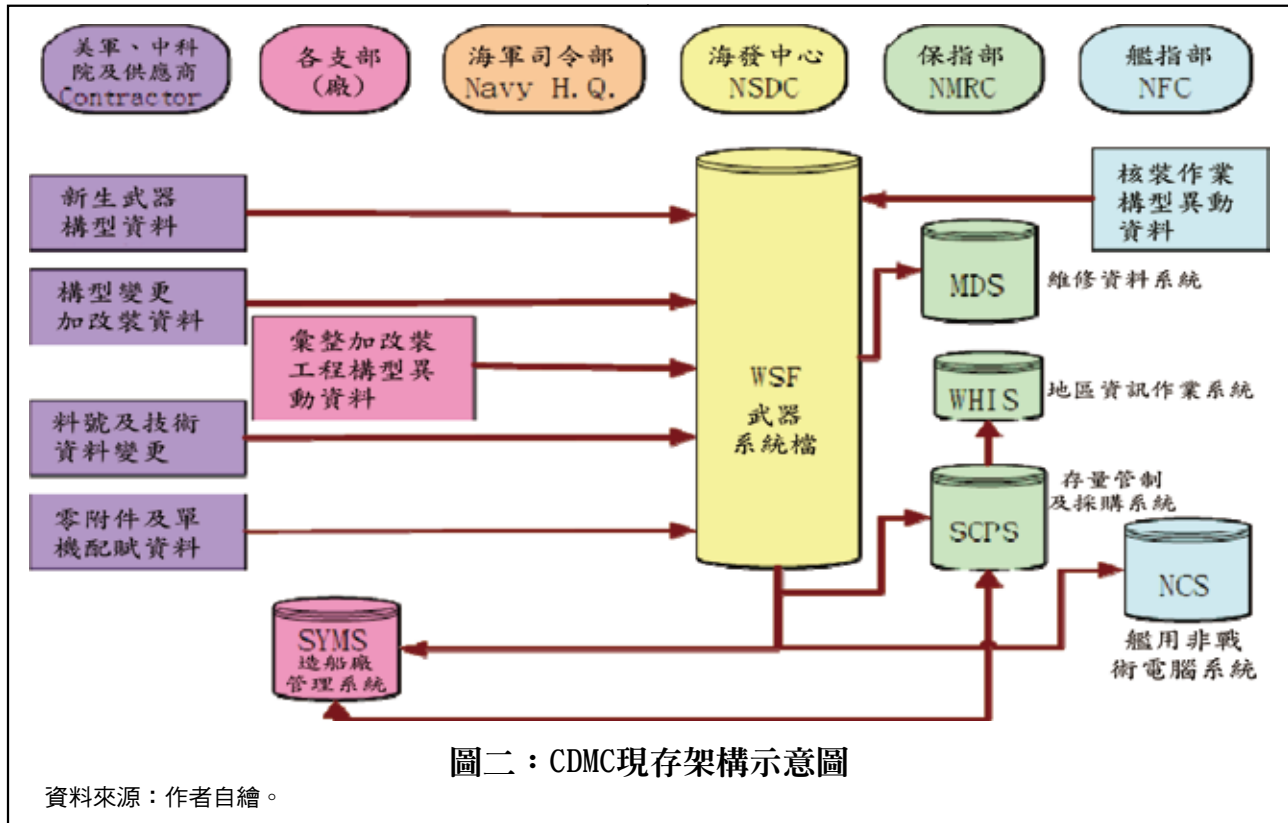 美軍、中科
院及供應商
Contractor
各支部
(廠)
海軍司令部
Navy H.Q.
海發中心
NSDC
保指部
NMRC
艦指部
NFC
新生武器
構型資料
構型變更
加改裝資料
彙整加改裝
工程構型異
動資料
料號及技術
資料變更
零附件及單
機配賦資料
WSF
武器
系統檔
核裝作業
構型異動
資料
MDS
維修資料系統
WHIS
地區資訊作業系統
存量管制
及採購系統
SCPS
NCS
艦用非戰
術電腦系統
SYMS
造船廠
管理系統
圖二：CDMC現存架構示意圖
資料來源：作者自繪。